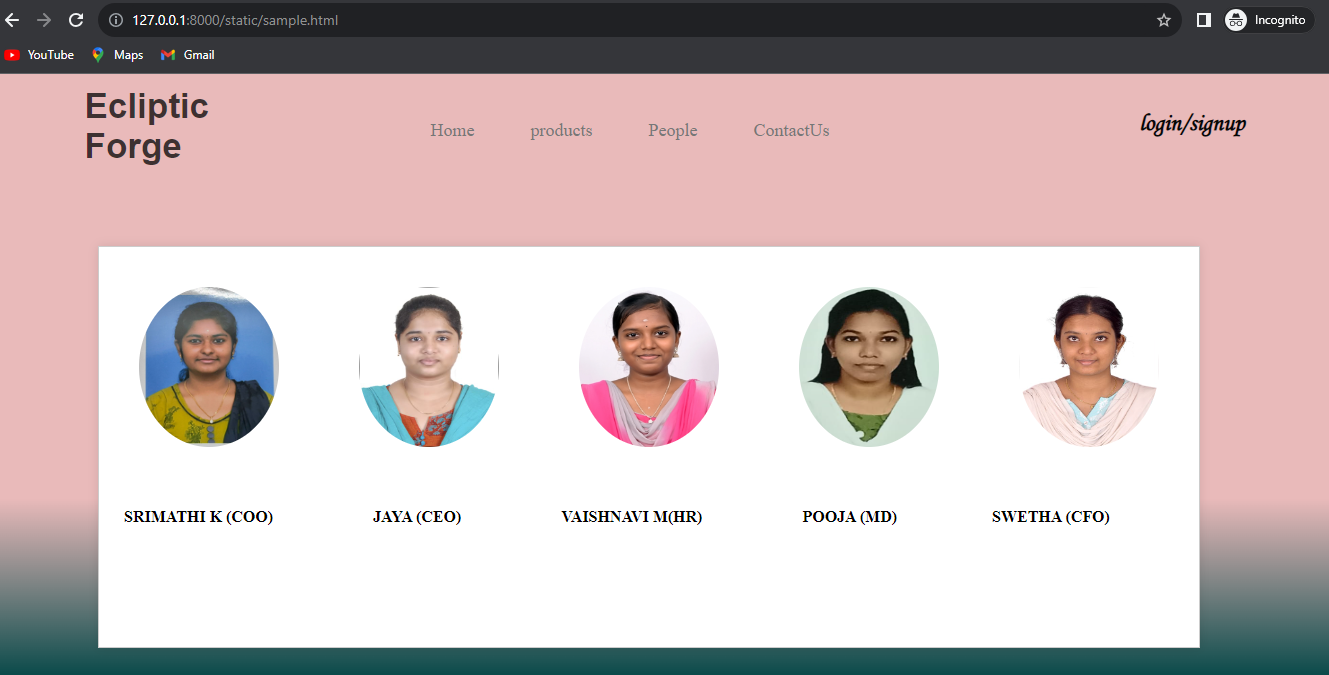 127.0.0.1:8000/static/sample.html
Incognito
YouTube Maps Gmail
Ecliptic
Forge
Home products People ContactUs
login/signup
SRIMATHI K (COO) JAYA (CEO) VAISHNAVI M(HR) POOJA (MD) SWETHA (CFO)